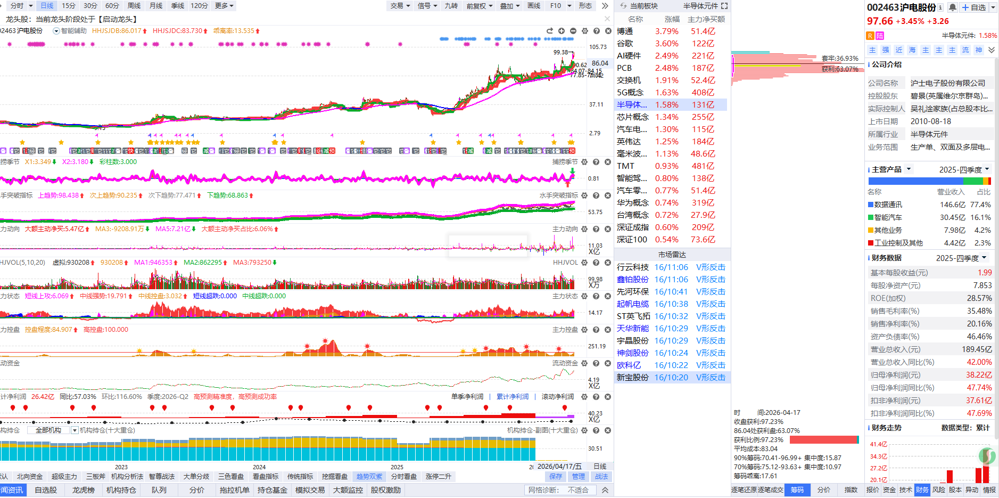 分时 日线 15分 30分 60分 周线 月线 季线 120分 更多 交易 信号 九转 前复权 叠加 画线 F10 形态
龙头股：当前龙头阶段处于【启动龙头】
02463 沪电股份 智能辅助 HHJSJDB:86.017 HHJSJDC:83.730 乖离率:13.535
99.38
105.73
90.62
86.04
84.07-84.15
37.11
2.79
捕捞季节 X1:3.349 X2:3.180 彩柱数:3.000 捕捞季节
0.81
手突破指标 上趋势:98.438 次上趋势:90.235 次下趋势:77.471 下趋势:68.863 水手突破指标
53.75
力动向 大额主动净买:5.47亿 MA3:-9208.91万 MA5:7.21亿 大额主动净买占比:6.06% 主力动向
11.03
X亿
HJVOL(5,10,20) 虚拟:930208 930208 MA1:946353 MA2:862295 MA3:793250 HHJVOL
99.98
X万
力状态 短线上攻:6.069 中线强势:19.791 中线控盘:3.032 短线超跌:0.000 中线超跌:0.000 主力状态
14.17
力控盘 控盘程度:84.907 高控盘:100.000 主力控盘
251.19
动资金 流动资金
4.19
X亿
计净利润 26.42亿 同比:57.03% 环比:116.60% 季度:2026-Q2 高预测精准度，高预测成功率 单季净利润 | 累计净利润 | 滚动净利润
40.23
X亿
构持仓 全部机构 机构持仓(十大重仓) 机构持仓-副图(十大重仓)
30.51
2023 2024 2025 2026/04/17/五 日线
默认 北向资金 超级主力 三板斧 机构分析法 智尊战法 大单分歧 三色看盘 看盘指标 传统指标 挖掘看盘 趋势双紫 分时看盘 涨停二升 保存 管理 战法
闻资讯 自选股 龙虎榜 机构持仓 队列 分价 拖拉机单 持仓基金 模拟交易 大额监控 股权激励 网格诊断： 不适合
当前板块 半导体元件
名称 涨幅 主力净买额
博通 3.79% 51.4亿
谷歌 3.60% 122亿
AI硬件 2.49% 221亿
PCB 2.48% 187亿
交换机 1.91% 52.4亿
5G概念 1.63% 408亿
半导体... 1.58% 131亿
芯片概念 1.34% 255亿
汽车电... 1.30% 115亿
英伟达 1.25% 184亿
毫米波... 1.13% 48.6亿
TMT 0.93% 481亿
智能驾... 0.80% 138亿
汽车零... 0.77% 51.4亿
华为概念 0.74% 319亿
台湾概念 0.72% 27.9亿
深证成指 0.60% 209亿
深证100 0.54% 73.6亿
市场雷达
行云科技 16/11:06 V形反击
鑫铂股份 16/11:06 V形反击
先河环保 16/10:41 V形反击
起帆电缆 16/10:38 V形反击
ST英飞拓 16/10:32 V形反击
天华新能 16/10:29 V形反击
宇晶股份 16/10:29 V形反击
神剑股份 16/10:24 V形反击
欧科亿 16/10:22 V形反击
新宝股份 16/10:20 V形反击
套牢:36.93%
获利:63.07%
时 间:2026-04-17
收盘获利:97.23%
86.04处获利盘:63.07%
获利比例:97.23%
平均成本:83.04
90%筹码:70.41-96.99+ 集中度:15.87
70%筹码:75.12-93.63+ 集中度:10.97
筹码乖离:17.61
逐笔还原 逐笔成交 筹码 分价 指数
002463 沪电股份 自选
97.66 +3.45% +3.26
R 陆 半导体元件: 1.58%
主 强 近 海 主 主 主 流 神
公司介绍
公司名称 沪士电子股份有限公司
控股股东 碧景(英属维尔京群岛)...
实际控制人 吴礼淦家族(占总股本比...
上市日期 2010-08-18
所属行业 半导体元件
业务范围 生产单、双面及多层电...
主营产品 2025-四季度
名称 营业收入 占比
数据通讯 146.6亿 77.4%
智能汽车 30.45亿 16.1%
其他业务 7.98亿 4.2%
工业控制及其他 4.42亿 2.3%
财务数据 2025-四季度
基本每股收益(元) 1.99
每股净资产(元) 7.853
ROE(加权) 28.57%
销售毛利率(%) 35.48%
销售净利率(%) 20.16%
资产负债率(%) 46.46%
营业总收入(元) 189.45亿
营业总收入同比(%) 42.00%
归母净利润(元) 38.22亿
归母净利润同比(%) 47.74%
扣非净利润(元) 37.61亿
扣非净利润同比(%) 47.69%
财务走势 数据类型：累计
41.4亿
34.3亿
27.2亿
20.1亿
报价 资金 技术 财务 风险 股本 异动 情报